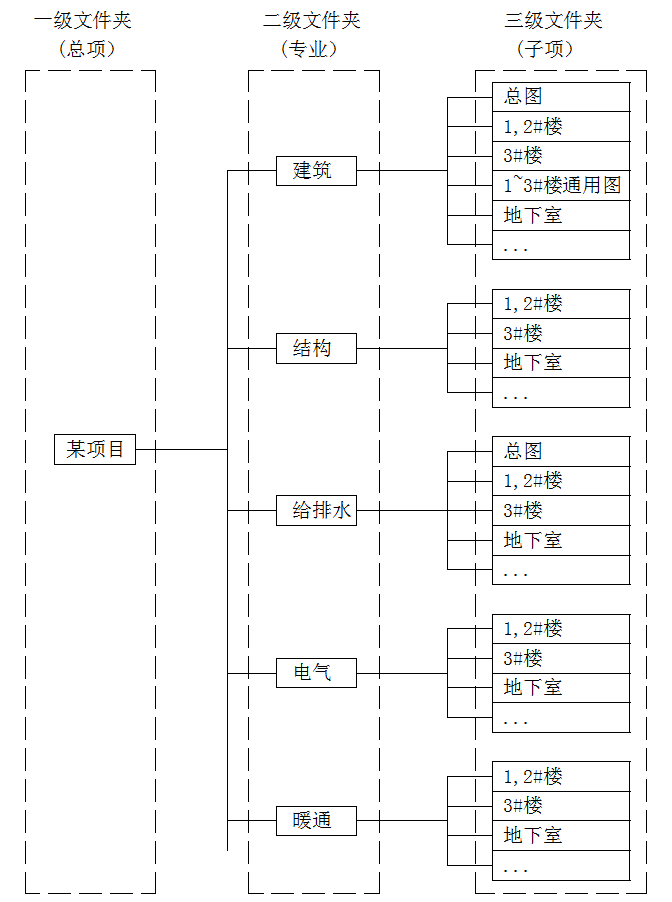 一级文件夹
(总项)
二级文件夹
(专业)
三级文件夹
(子项)
某项目
建筑
总图
1,2#楼
3#楼
1~3#楼通用图
地下室
...
结构
1,2#楼
3#楼
地下室
...
给排水
总图
1,2#楼
3#楼
地下室
...
电气
1,2#楼
3#楼
地下室
...
暖通
1,2#楼
3#楼
地下室
...